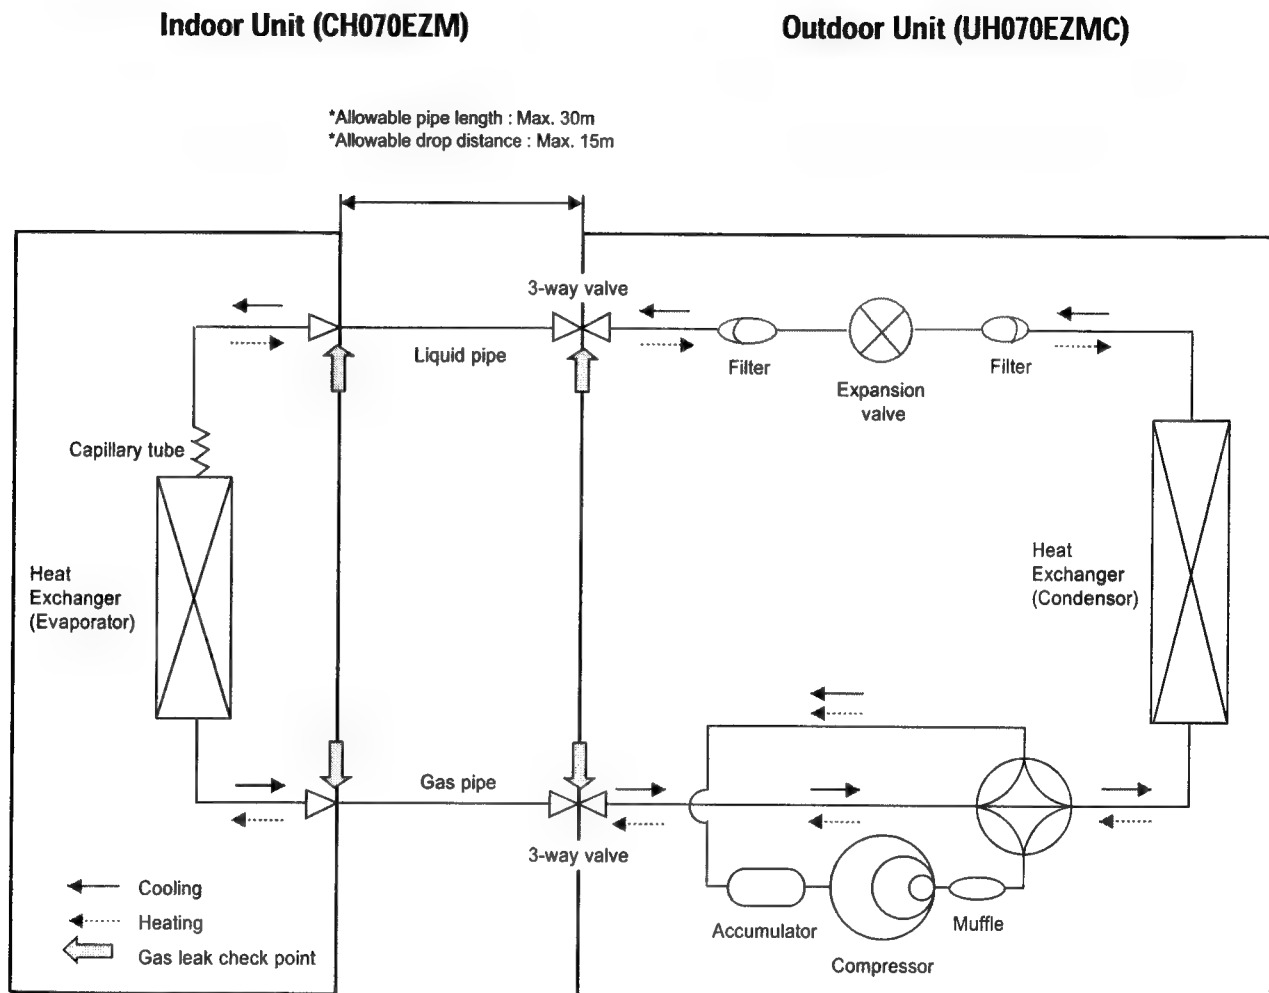 Indoor Unit (CH070EZM)
Outdoor Unit (UH070EZMC)
*Allowable pipe length : Max. 30m
*Allowable drop distance : Max. 15m
3-way valve
Liquid pipe
Filter
Expansion
valve
Filter
Capillary tube
Heat
Exchanger
(Evaporator)
Heat
Exchanger
(Condensor)
Gas pipe
3-way valve
Accumulator
Compressor
Muffle
Cooling
Heating
Gas leak check point